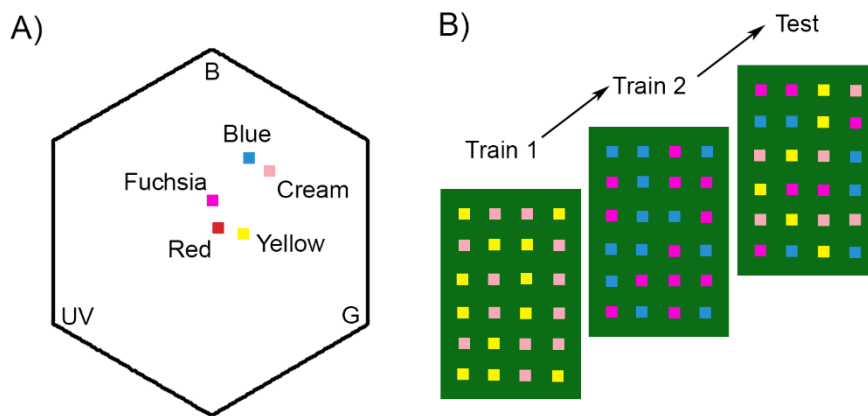 A)
B
Blue
Cream
Fuchsia
Red
Yellow
UV
G
B)
Test
Train 2
Train 1